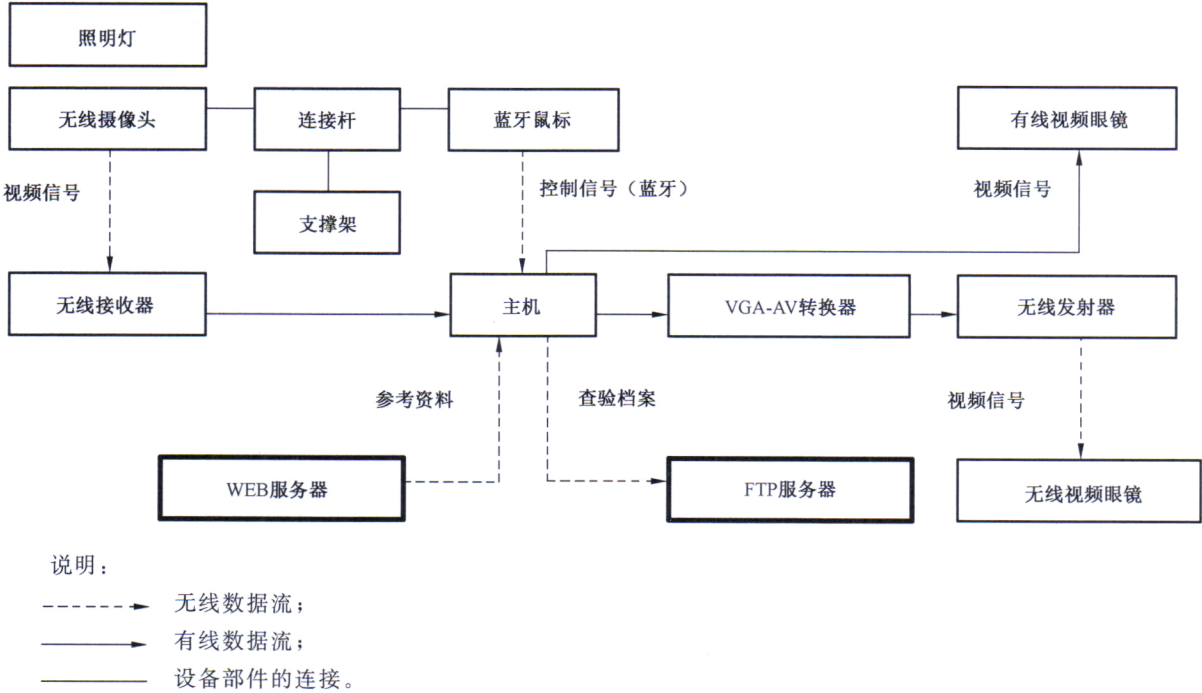 照明灯
无线摄像头
连接杆
蓝牙鼠标
有线视频眼镜
视频信号
控制信号（蓝牙）
视频信号
支撑架
无线接收器
主机
VGA-AV转换器
无线发射器
参考资料
查验档案
视频信号
WEB服务器
FTP服务器
无线视频眼镜
说明：
无线数据流；
有线数据流；
设备部件的连接。